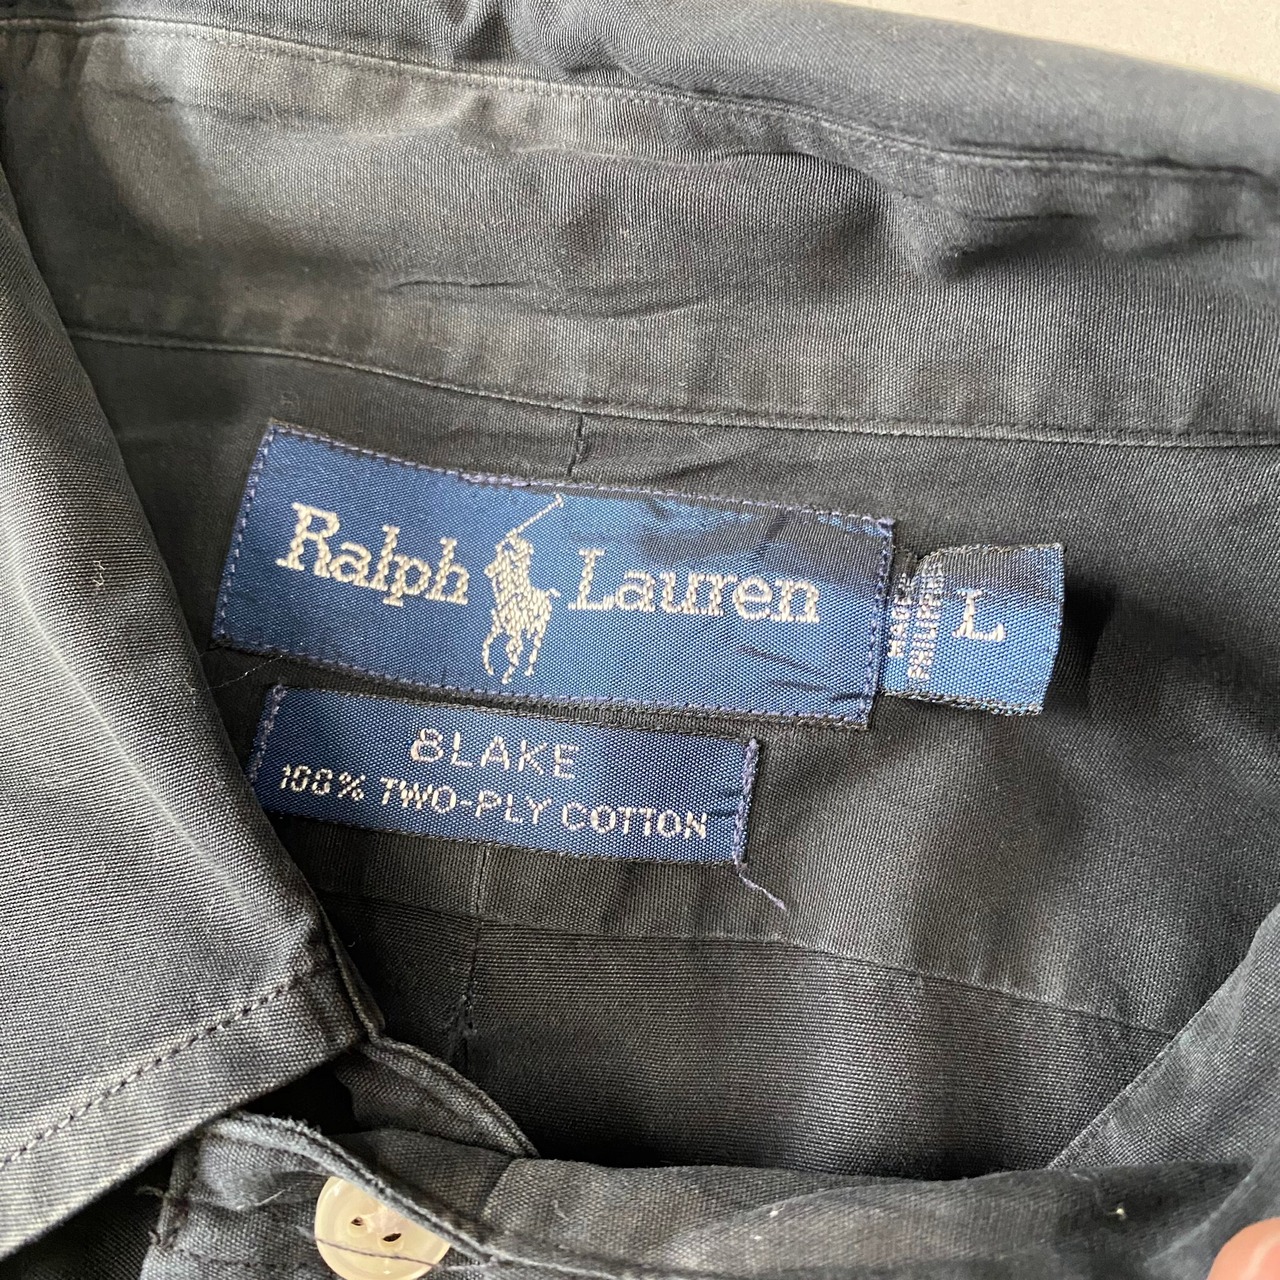 Ralph Lauren
L
BLAKE
100% TWO-PLY COTTON